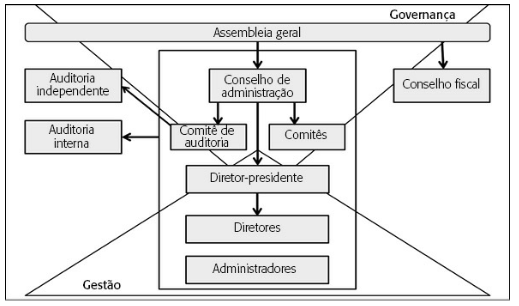 Governança
Assembleia geral
Auditoria
independente
Conselho de
administração
Conselho fiscal
Auditoria
interna
Comitê de
auditoria
Comitês
Diretor-presidente
Diretores
Administradores
Gestão